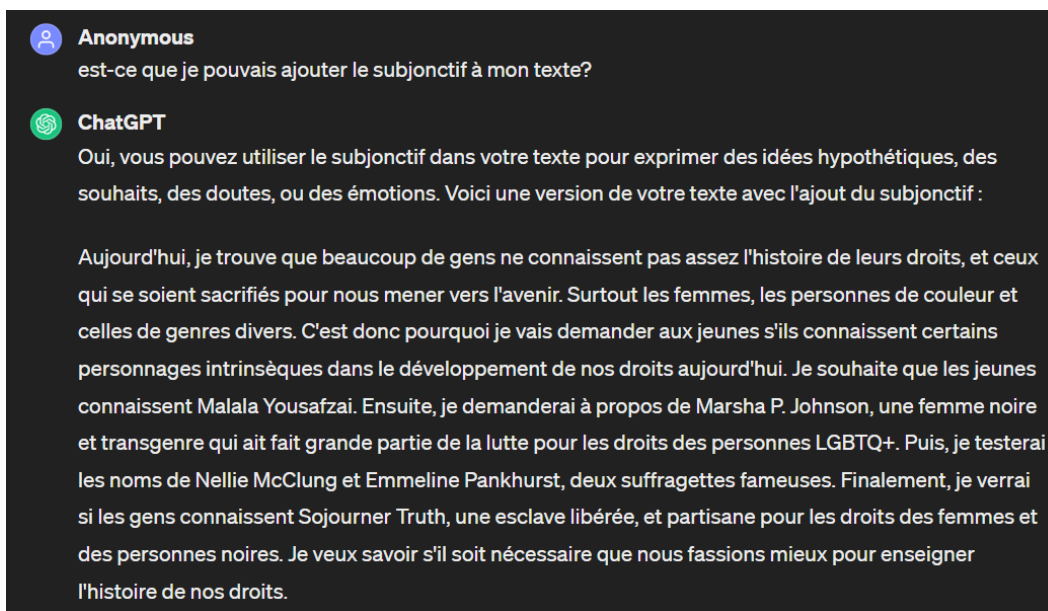 Anonymous
est-ce que je pouvais ajouter le subjonctif à mon texte?
ChatGPT
Oui, vous pouvez utiliser le subjonctif dans votre texte pour exprimer des idées hypothétiques, des
souhaits, des doutes, ou des émotions. Voici une version de votre texte avec l'ajout du subjonctif :
Aujourd'hui, je trouve que beaucoup de gens ne connaissent pas assez l'histoire de leurs droits, et ceux
qui se soient sacrifiés pour nous mener vers l'avenir. Surtout les femmes, les personnes de couleur et
celles de genres divers. C'est donc pourquoi je vais demander aux jeunes s'ils connaissent certains
personnages intrinsèques dans le développement de nos droits aujourd'hui. Je souhaite que les jeunes
connaissent Malala Yousafzai. Ensuite, je demanderai à propos de Marsha P. Johnson, une femme noire
et transgenre qui ait fait grande partie de la lutte pour les droits des personnes LGBTQ+. Puis, je testerai
les noms de Nellie McClung et Emmeline Pankhurst, deux suffragettes fameuses. Finalement, je verrai
si les gens connaissent Sojourner Truth, une esclave libérée, et partisane pour les droits des femmes et
des personnes noires. Je veux savoir s'il soit nécessaire que nous fassions mieux pour enseigner
l'histoire de nos droits.